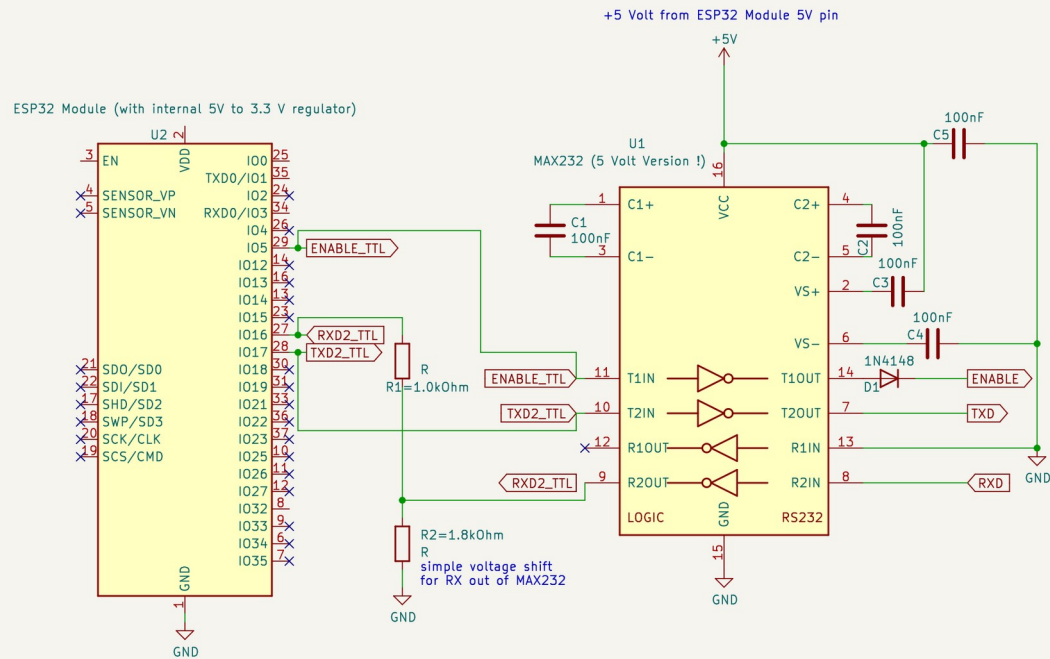 +5 Volt from ESP32 Module 5V pin
+5V
ESP32 Module (with internal 5V to 3.3 V regulator)
U2
2
VDD
3 EN
4 SENSOR_VP
5 SENSOR_VN
21 SDO/SD0
22 SDI/SD1
17 SHD/SD2
18 SWP/SD3
20 SCK/CLK
19 SCS/CMD
IO0 25
TXD0/IO1 35
IO2 24
RXD0/IO3 34
IO4 26
IO5 29
IO12 14
IO13 16
IO14 13
IO15 23
IO16 27
IO17 28
IO18 30
IO19 31
IO21 33
IO22 36
IO23 37
IO25 10
IO26 11
IO27 12
IO32 8
IO33 9
IO34 6
IO35 7
GND
1
GND
ENABLE_TTL
RXD2_TTL
TXD2_TTL
R
R1=1.0kOhm
R2=1.8kOhm
R
simple voltage shift
for RX out of MAX232
GND
U1
MAX232 (5 Volt Version !)
16
VCC
C1
100nF
1 C1+
3 C1-
ENABLE_TTL
11 T1IN
TXD2_TTL
10 T2IN
12 R1OUT
RXD2_TTL
9 R2OUT
LOGIC
GND
RS232
15
GND
C2+ 4
C2- 5
VS+ 2
VS- 6
T1OUT 14
T2OUT 7
R1IN 13
R2IN 8
100nF
C5
C2
100nF
100nF
C3
100nF
C4
1N4148
D1
ENABLE
TXD
RXD
GND